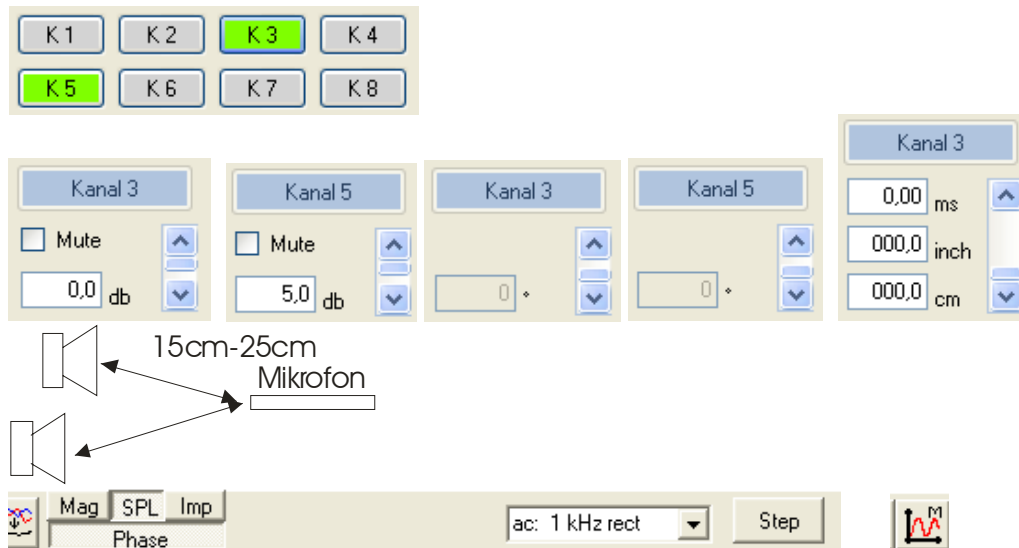 K 1 K 2 K 3 K 4
K 5 K 6 K 7 K 8
Kanal 3
0,00 ms
000,0 inch
000,0 cm
Kanal 3
Mute
0,0 db
Kanal 5
Mute
5,0 db
Kanal 3
0 °
Kanal 5
0 °
15cm-25cm
Mikrofon
Mag SPL Imp
Phase
ac: 1 kHz rect
Step
M